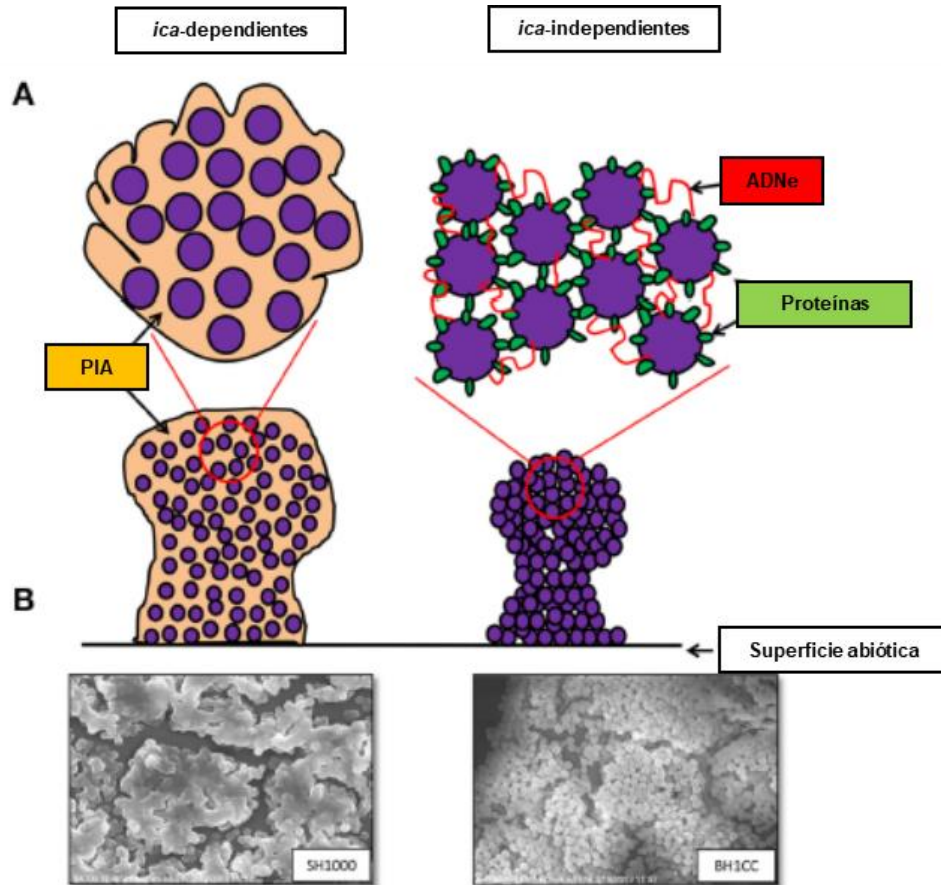 ica-dependientes
ica-independientes
A
ADNe
Proteínas
PIA
B
Superficie abiótica
SH1000
BH1CC